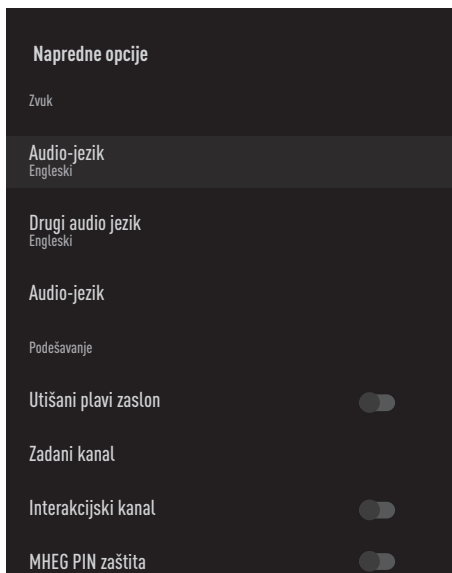 Napredne opcije
Zvuk
Audio-jezik
Engleski
Drugi audio jezik
Engleski
Audio-jezik
Podešavanje
Utišani plavi zaslon
Zadani kanal
Interakcijski kanal
MHEG PIN zaštita